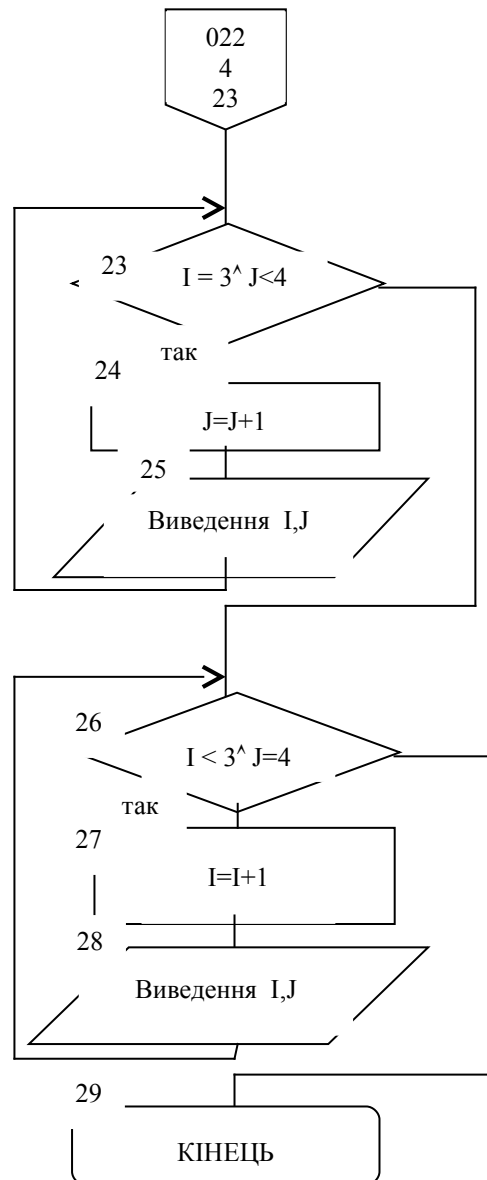 022
4
23
23
I = 3^ J<4
так
24
J=J+1
25
Виведення I,J
26
I < 3^ J=4
так
27
I=I+1
28
Виведення I,J
29
КІНЕЦЬ